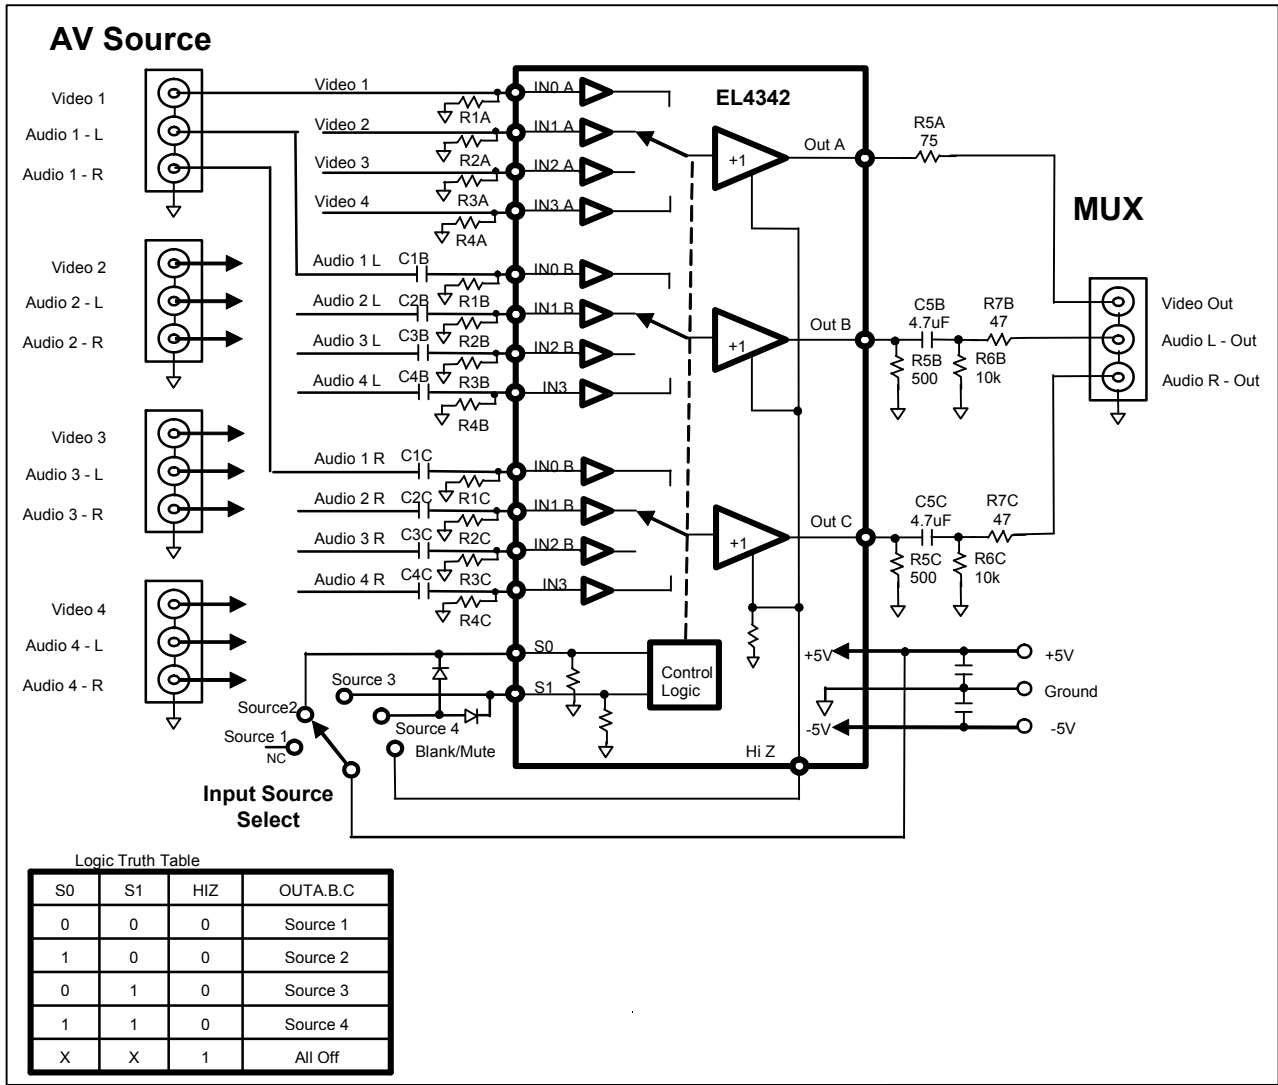 AV Source
Video 1
Audio 1 - L
Audio 1 - R
Video 2
Audio 2 - L
Audio 2 - R
Video 3
Audio 3 - L
Audio 3 - R
Video 4
Audio 4 - L
Audio 4 - R
Video 1
R1A
Video 2
R2A
Video 3
R3A
Video 4
R4A
Audio 1 L C1B
R1B
Audio 2 L C2B
R2B
Audio 3 L C3B
R3B
Audio 4 L C4B
R4B
Audio 1 R C1C
R1C
Audio 2 R C2C
R2C
Audio 3 R C3C
R3C
Audio 4 R C4C
R4C
EL4342
IN0 A
IN1 A
IN2 A
IN3 A
IN0 B
IN1 B
IN2 B
IN3
IN0 B
IN1 B
IN2 B
IN3
+1
+1
+1
Out A
Out B
Out C
S0
S1
Control
Logic
Hi Z
R5A
75
MUX
C5B
4.7uF
R7B
47
R5B
500
R6B
10k
C5C
4.7uF
R7C
47
R5C
500
R6C
10k
Video Out
Audio L - Out
Audio R - Out
+5V
-5V
+5V
Ground
-5V
Source 3
Source2
Source 4
Source 1
NC
Blank/Mute
Input Source
Select
Logic Truth Table
S0 S1 HIZ OUTA.B.C
0 0 0 Source 1
1 0 0 Source 2
0 1 0 Source 3
1 1 0 Source 4
X X 1 All Off